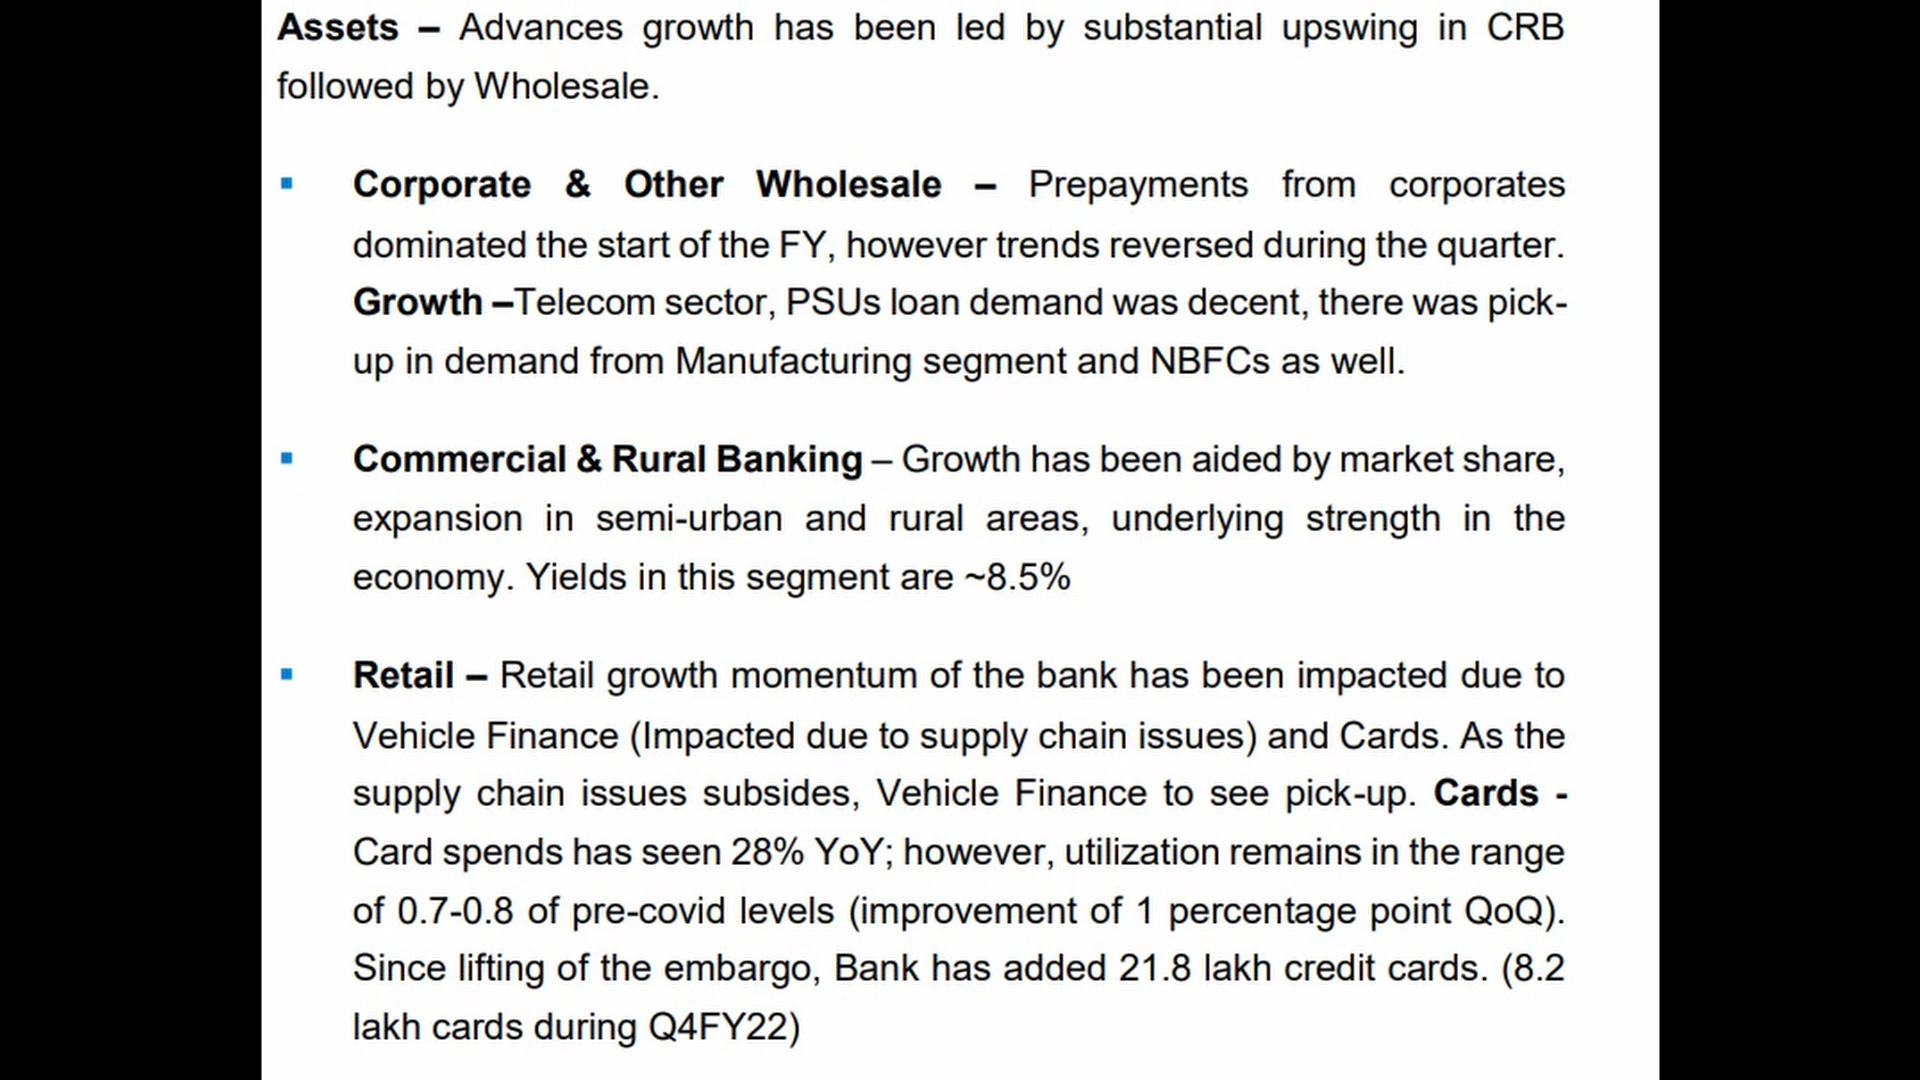 Assets – Advances growth has been led by substantial upswing in CRB
followed by Wholesale.
▪ Corporate & Other Wholesale – Prepayments from corporates
dominated the start of the FY, however trends reversed during the quarter.
Growth –Telecom sector, PSUs loan demand was decent, there was pick-
up in demand from Manufacturing segment and NBFCs as well.
▪ Commercial & Rural Banking – Growth has been aided by market share,
expansion in semi-urban and rural areas, underlying strength in the
economy. Yields in this segment are ~8.5%
▪ Retail – Retail growth momentum of the bank has been impacted due to
Vehicle Finance (Impacted due to supply chain issues) and Cards. As the
supply chain issues subsides, Vehicle Finance to see pick-up. Cards -
Card spends has seen 28% YoY; however, utilization remains in the range
of 0.7-0.8 of pre-covid levels (improvement of 1 percentage point QoQ).
Since lifting of the embargo, Bank has added 21.8 lakh credit cards. (8.2
lakh cards during Q4FY22)